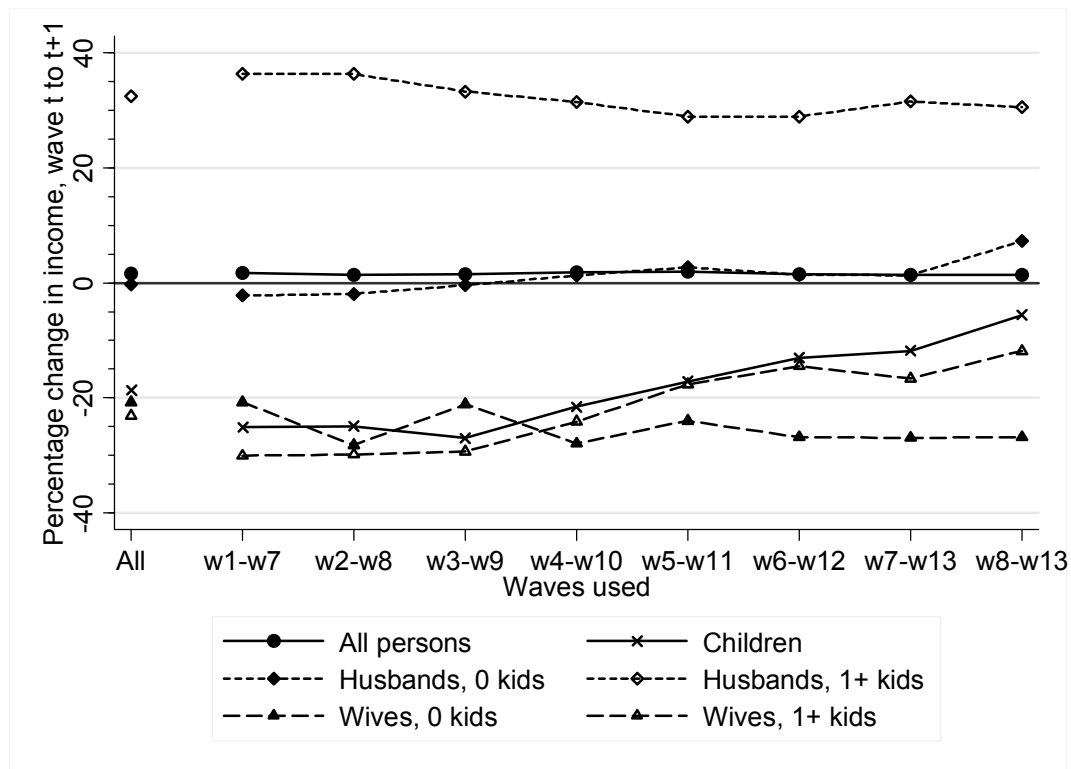 Percentage change in income, wave t to t+1
40
20
0
-20
-40
All w1-w7 w2-w8 w3-w9 w4-w10 w5-w11 w6-w12 w7-w13 w8-w13
Waves used
All persons Children
Husbands, 0 kids Husbands, 1+ kids
Wives, 0 kids Wives, 1+ kids